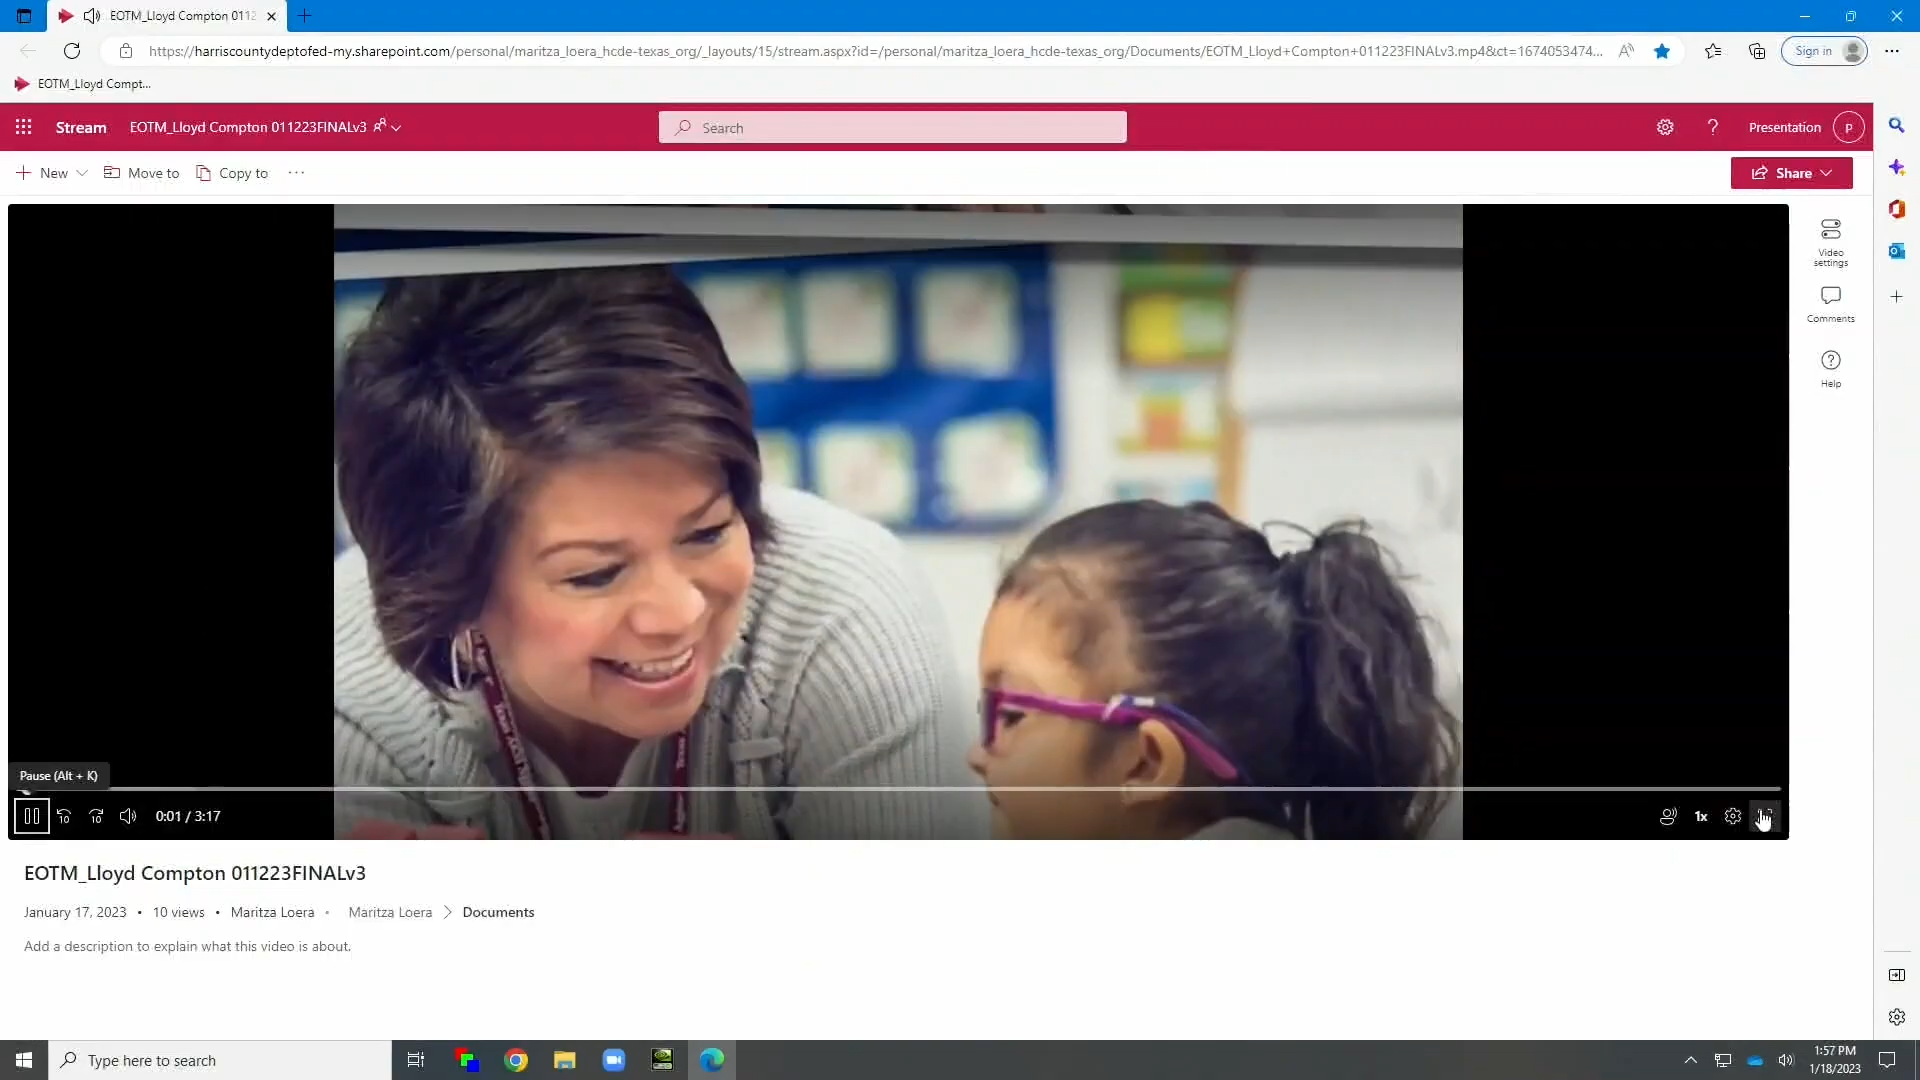 EOTM_Lloyd Compton 0112
https://harriscountydeptofed-my.sharepoint.com/personal/maritza_loera_hcde-texas_org/_layouts/15/stream.aspx?id=/personal/maritza_loera_hcde-texas_org/Documents/EOTM_Lloyd+Compton+011223FINALv3.mp4&ct=1674053474...
Sign in
EOTM_Lloyd Compt...
Stream
EOTM_Lloyd Compton 011223FINALv3
Search
Presentation
P
New
Move to
Copy to
Share
Video
settings
Comments
Help
Pause (Alt + K)
10
10
0:01 / 3:17
1x
EOTM_Lloyd Compton 011223FINALv3
January 17, 2023 • 10 views • Maritza Loera • Maritza Loera > Documents
Add a description to explain what this video is about.
Type here to search
1:57 PM
1/18/2023